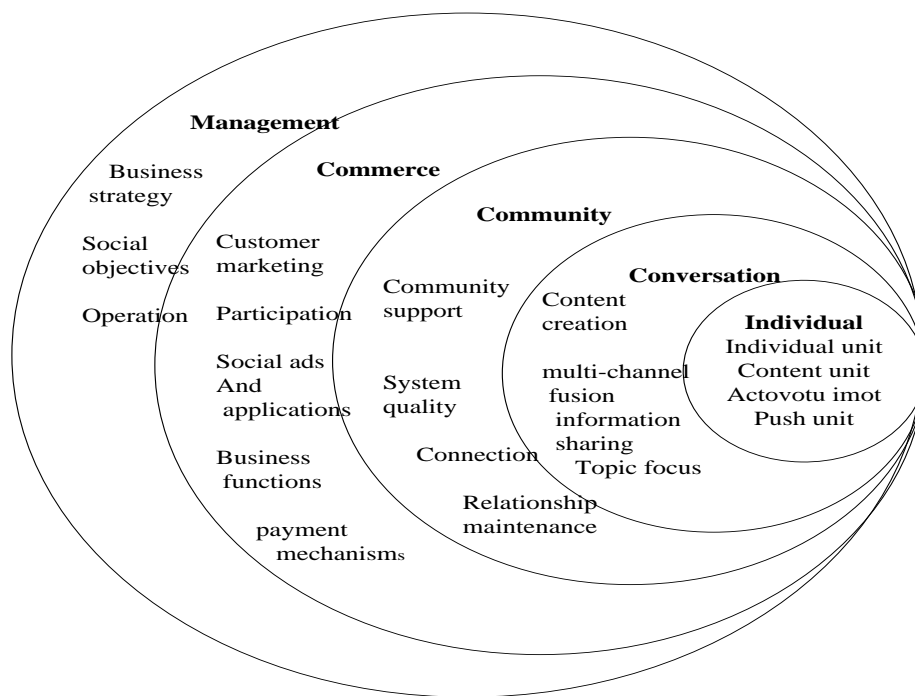 Management
Business
strategy
Social
objectives
Operation
Commerce
Customer
marketing
Participation
Social ads
And
applications
Business
functions
payment
mechanisms
Community
Community
support
System
quality
Connection
Relationship
maintenance
Conversation
Content
creation
multi-channel
fusion
information
sharing
Topic focus
Individual
Individual unit
Content unit
Actovotu imot
Push unit